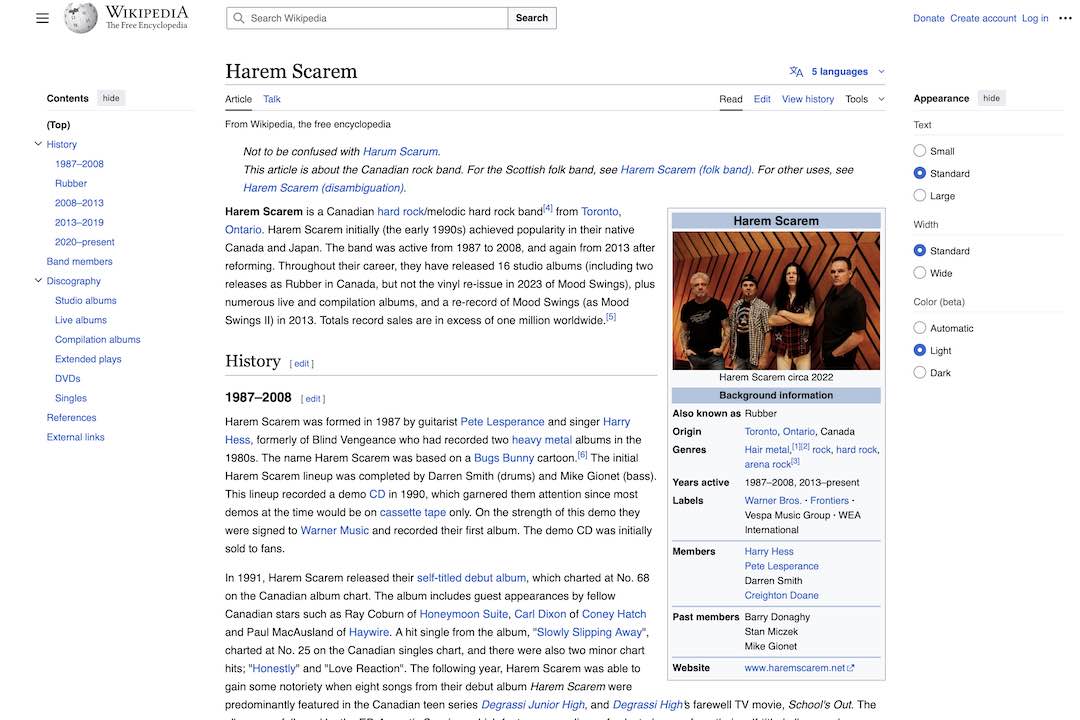 WIKIPEDIA
The Free Encyclopedia
Search Wikipedia
Search
Donate Create account Log in
Contents hide
(Top)
History
1987–2008
Rubber
2008–2013
2013–2019
2020–present
Band members
Discography
Studio albums
Live albums
Compilation albums
Extended plays
DVDs
Singles
References
External links
Harem Scarem
5 languages
Article Talk
Read Edit View history Tools
From Wikipedia, the free encyclopedia
Not to be confused with Harum Scarum.
This article is about the Canadian rock band. For the Scottish folk band, see Harem Scarem (folk band). For other uses, see
Harem Scarem (disambiguation).
Harem Scarem is a Canadian hard rock/melodic hard rock band[4] from Toronto,
Ontario. Harem Scarem initially (the early 1990s) achieved popularity in their native
Canada and Japan. The band was active from 1987 to 2008, and again from 2013 after
reforming. Throughout their career, they have released 16 studio albums (including two
releases as Rubber in Canada, but not the vinyl re-issue in 2023 of Mood Swings), plus
numerous live and compilation albums, and a re-record of Mood Swings (as Mood
Swings II) in 2013. Totals record sales are in excess of one million worldwide.[5]
History [ edit ]
1987–2008 [ edit ]
Harem Scarem was formed in 1987 by guitarist Pete Lesperance and singer Harry
Hess, formerly of Blind Vengeance who had recorded two heavy metal albums in the
1980s. The name Harem Scarem was based on a Bugs Bunny cartoon.[6] The initial
Harem Scarem lineup was completed by Darren Smith (drums) and Mike Gionet (bass).
This lineup recorded a demo CD in 1990, which garnered them attention since most
demos at the time would be on cassette tape only. On the strength of this demo they
were signed to Warner Music and recorded their first album. The demo CD was initially
sold to fans.
In 1991, Harem Scarem released their self-titled debut album, which charted at No. 68
on the Canadian album chart. The album includes guest appearances by fellow
Canadian stars such as Ray Coburn of Honeymoon Suite, Carl Dixon of Coney Hatch
and Paul MacAusland of Haywire. A hit single from the album, "Slowly Slipping Away",
charted at No. 25 on the Canadian singles chart, and there were also two minor chart
hits; "Honestly" and "Love Reaction". The following year, Harem Scarem was able to
gain some notoriety when eight songs from their debut album Harem Scarem were
predominantly featured in the Canadian teen series Degrassi Junior High, and Degrassi High's farewell TV movie, School's Out. The
Harem Scarem
Harem Scarem circa 2022
Background information
Also known as Rubber
Origin Toronto, Ontario, Canada
Genres Hair metal,[1][2] rock, hard rock,
arena rock[3]
Years active 1987–2008, 2013–present
Labels Warner Bros. · Frontiers ·
Vespa Music Group · WEA
International
Members Harry Hess
Pete Lesperance
Darren Smith
Creighton Doane
Past members Barry Donaghy
Stan Miczek
Mike Gionet
Website www.haremscarem.net
Appearance hide
Text
Small
Standard
Large
Width
Standard
Wide
Color (beta)
Automatic
Light
Dark